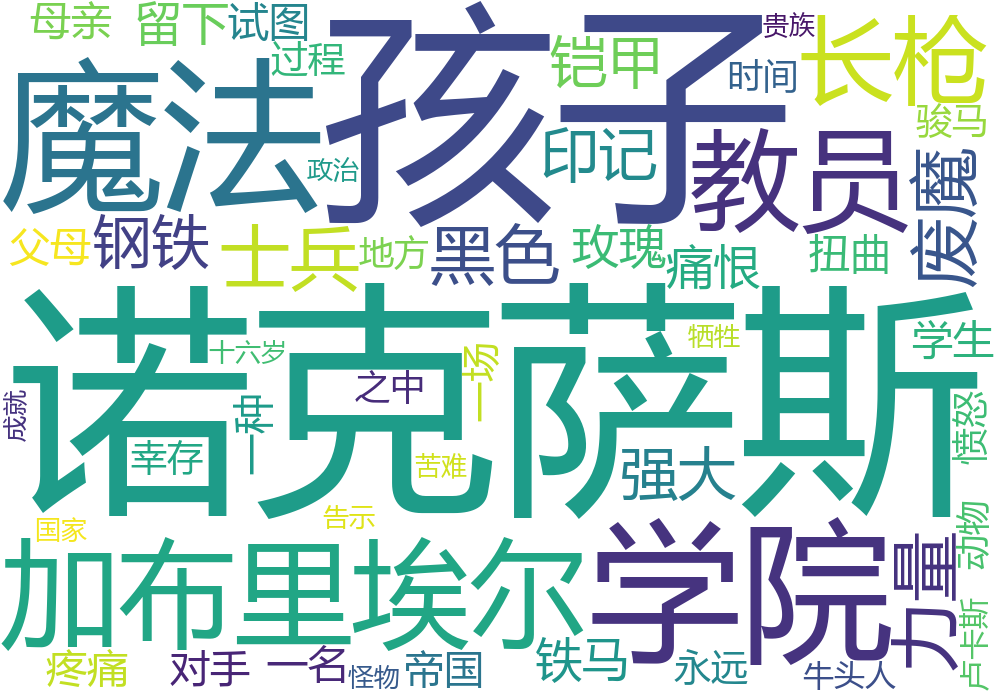 母亲
留下
试图
孩子
贵族
长枪
过程
铠甲
时间
魔法
骏马
印记
教员
政治
发魔
父母
钢铁
士兵
地方
黑色
玫瑰
痛恨
扭曲
诺克萨斯
十六岁
一场
牺牲
学生
之中
成就
一种
愤怒
幸存
苦难
强大
国家
告示
动物
加布里埃尔
学院
力量
卢卡斯
疼痛
对手
一名
怪物
帝国
铁马
永远
牛头人